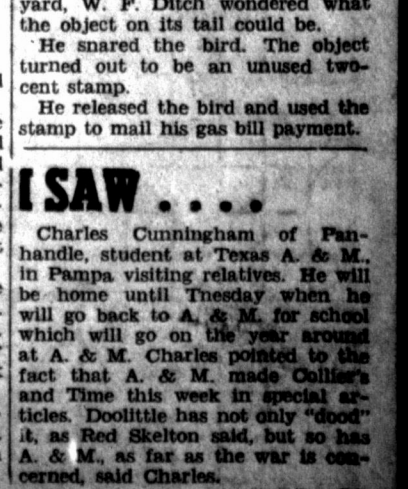 yard, W. F. Ditch wondered what
the object on its tail could be.
He snared the bird. The object
turned out to be an unused two-
cent stamp.
He released the bird and used the
stamp to mail his gas bill payment.
I SAW . . . .
Charles Cunningham of Pan-
handle, student at Texas A. & M.,
in Pampa visiting relatives. He will
be home until Tnesday when he
will go back to A. & M. for school
which will go on the year around
at A. & M. Charles pointed to the
fact that A. & M. made Collier's
and Time this week in special ar-
ticles. Doolittle has not only "dood"
it, as Red Skelton said, but so has
A. & M., as far as the war is con-
cerned, said Charles.